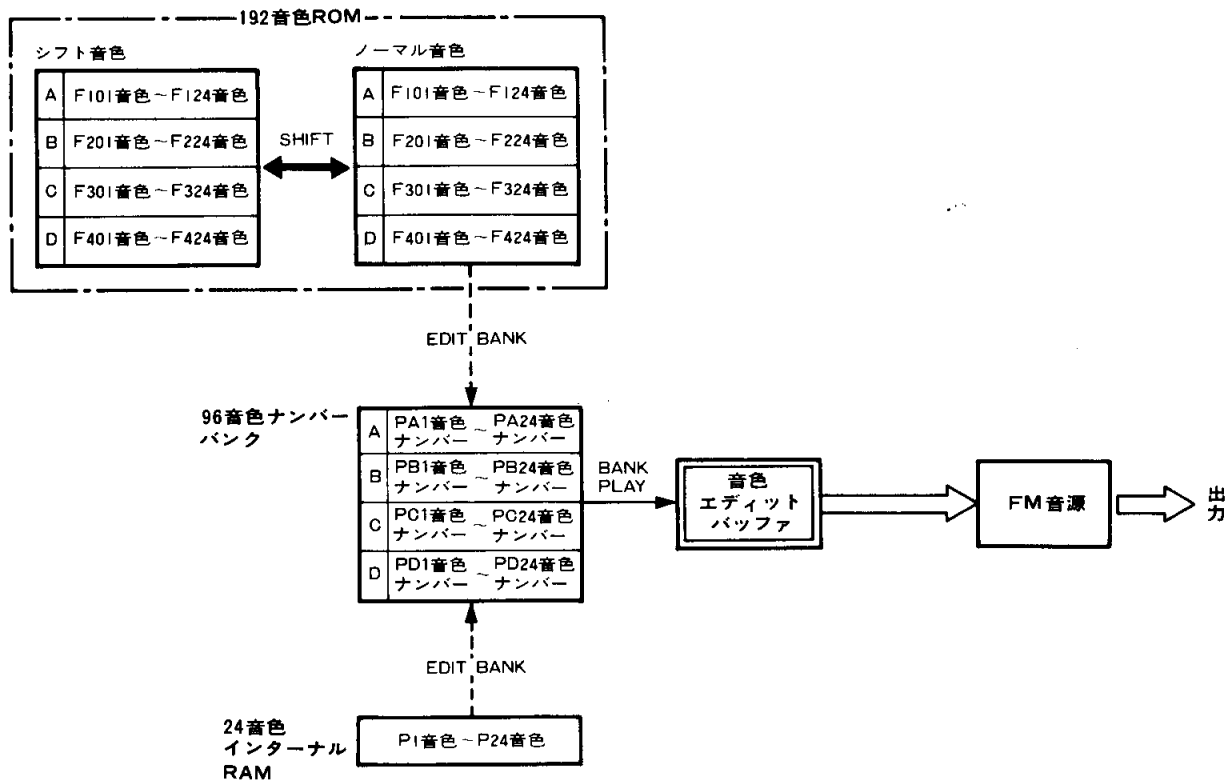 192音色ROM
シフト音色
A F101音色~F124音色
B F201音色~F224音色
C F301音色~F324音色
D F401音色~F424音色
SHIFT
ノーマル音色
A F101音色~F124音色
B F201音色~F224音色
C F301音色~F324音色
D F401音色~F424音色
EDIT BANK
96音色ナンバー
バンク
A PA1音色ナンバー ~ PA24音色ナンバー
B PB1音色ナンバー ~ PB24音色ナンバー
C PC1音色ナンバー ~ PC24音色ナンバー
D PD1音色ナンバー ~ PD24音色ナンバー
BANK
PLAY
音色
エディット
バッファ
FM音源
出力
EDIT BANK
24音色
インターナル
RAM
P1音色~P24音色